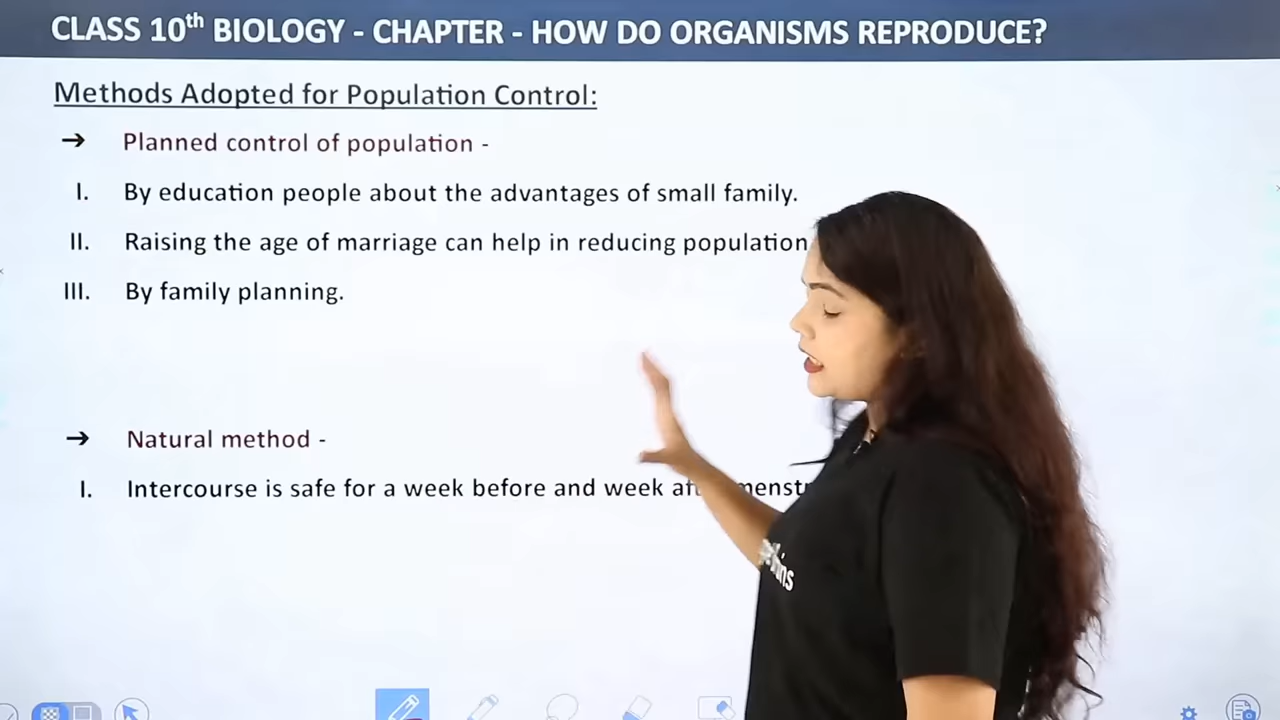 CLASS 10th BIOLOGY - CHAPTER - HOW DO ORGANISMS REPRODUCE?
Methods Adopted for Population Control:
→ Planned control of population -
I. By education people about the advantages of small family.
II. Raising the age of marriage can help in reducing population
III. By family planning.
→ Natural method -
I. Intercourse is safe for a week before and week